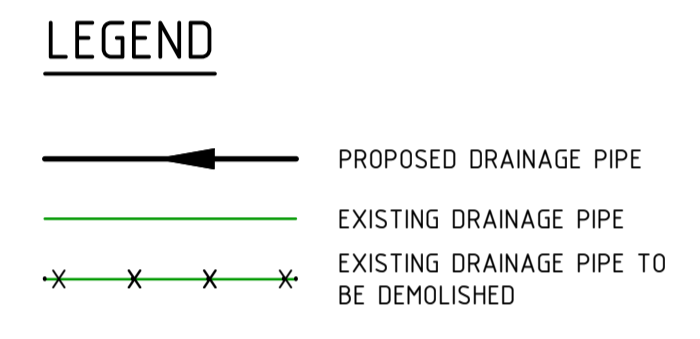 LEGEND
PROPOSED DRAINAGE PIPE
EXISTING DRAINAGE PIPE
EXISTING DRAINAGE PIPE TO
BE DEMOLISHED